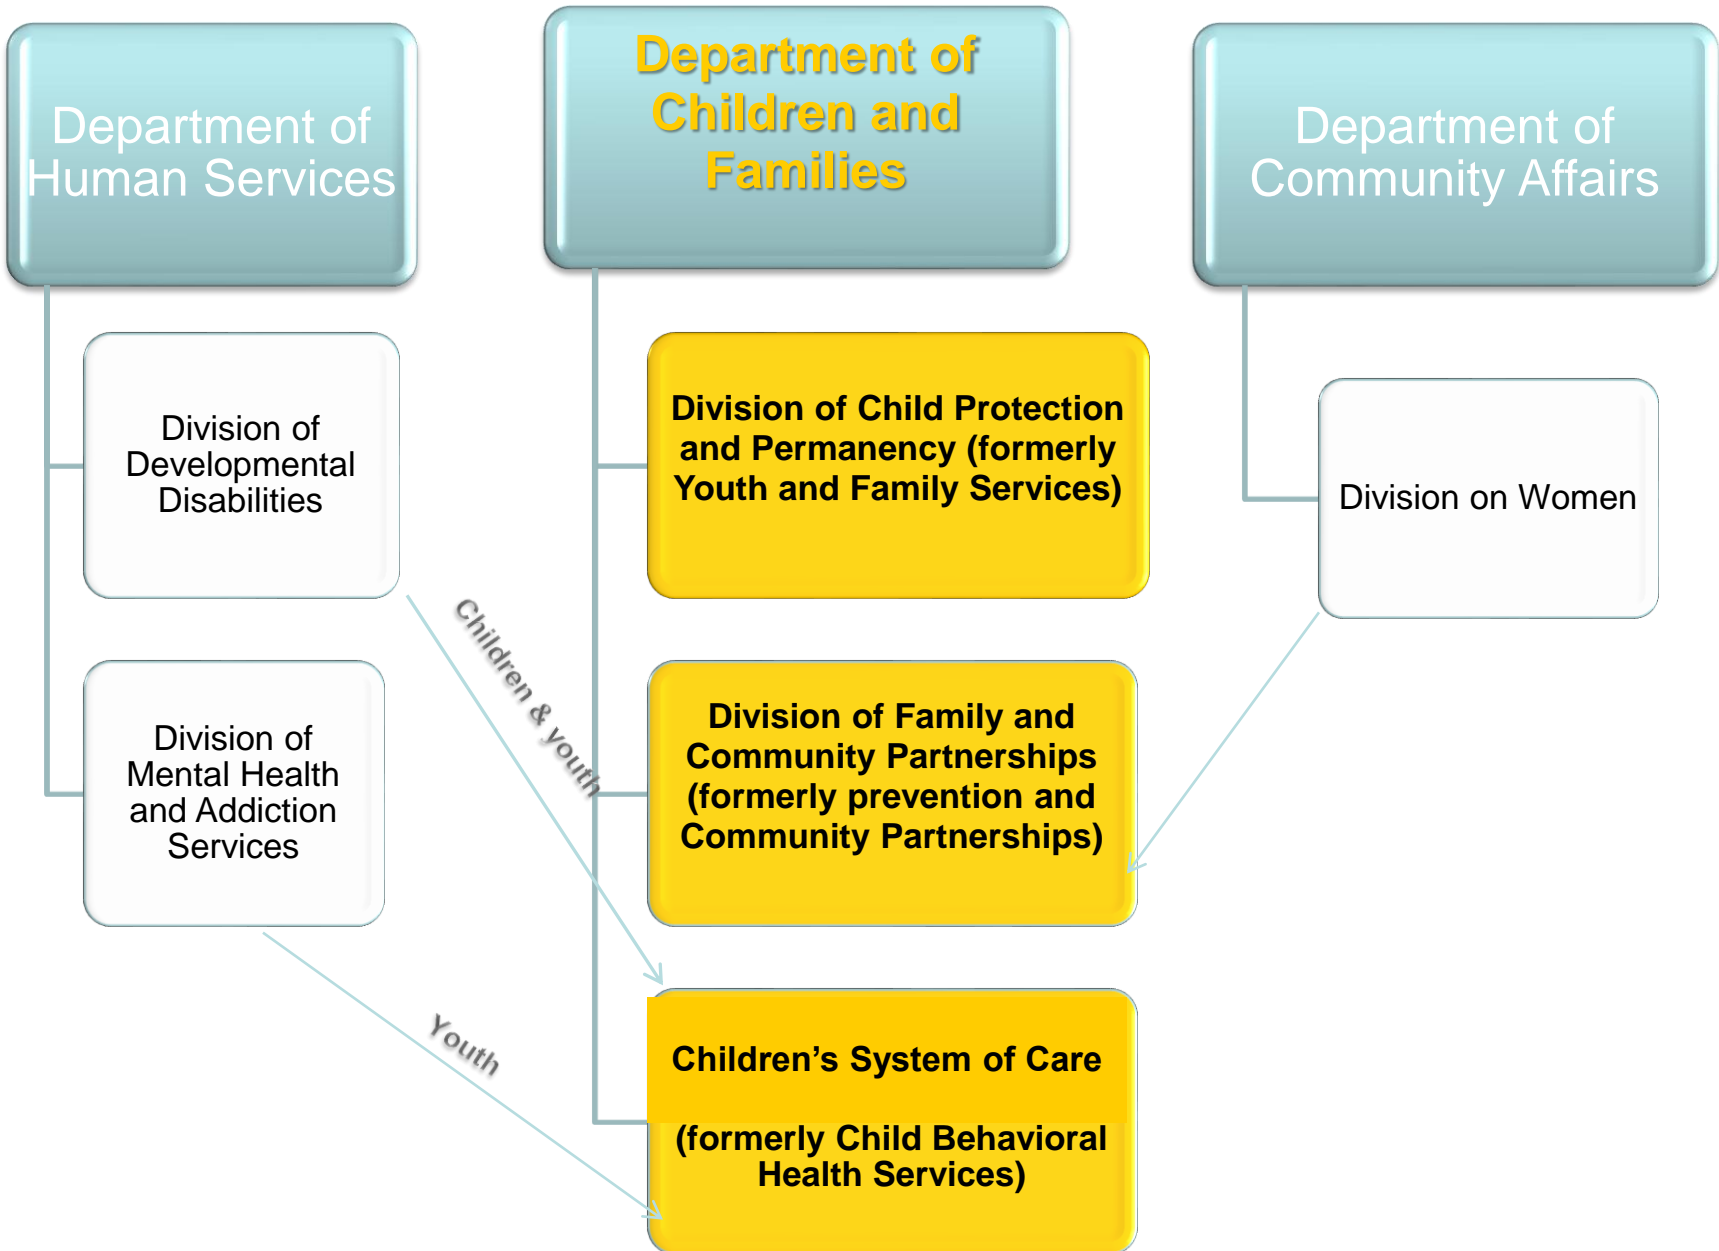 Department of
Human Services
Department of
Children and
Families
Department of
Community Affairs
Division of
Developmental
Disabilities
Division of Child Protection
and Permanency (formerly
Youth and Family Services)
Division on Women
Children & youth
Division of
Mental Health
and Addiction
Services
Division of Family and
Community Partnerships
(formerly prevention and
Community Partnerships)
Youth
Children’s System of Care
(formerly Child Behavioral
Health Services)